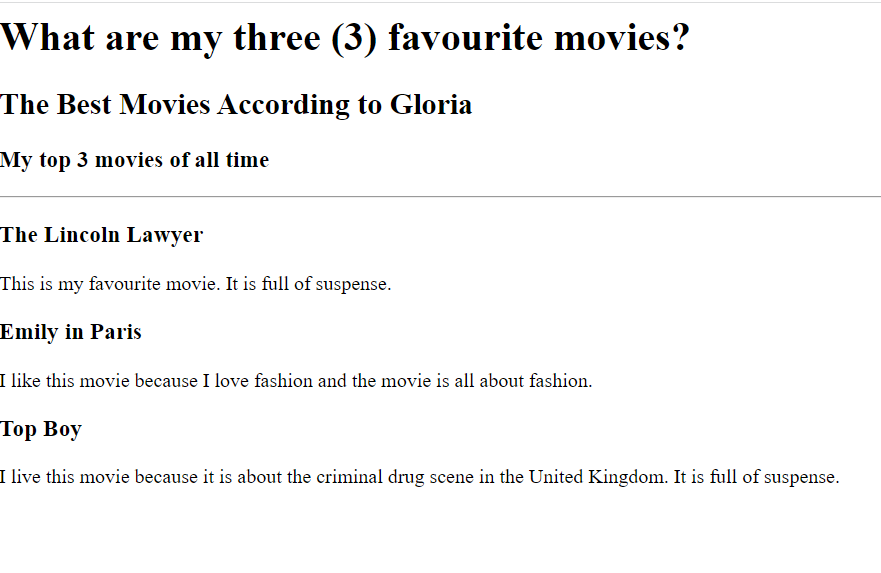 What are my three (3) favourite movies?
The Best Movies According to Gloria
My top 3 movies of all time
The Lincoln Lawyer
This is my favourite movie. It is full of suspense.
Emily in Paris
I like this movie because I love fashion and the movie is all about fashion.
Top Boy
I live this movie because it is about the criminal drug scene in the United Kingdom. It is full of suspense.